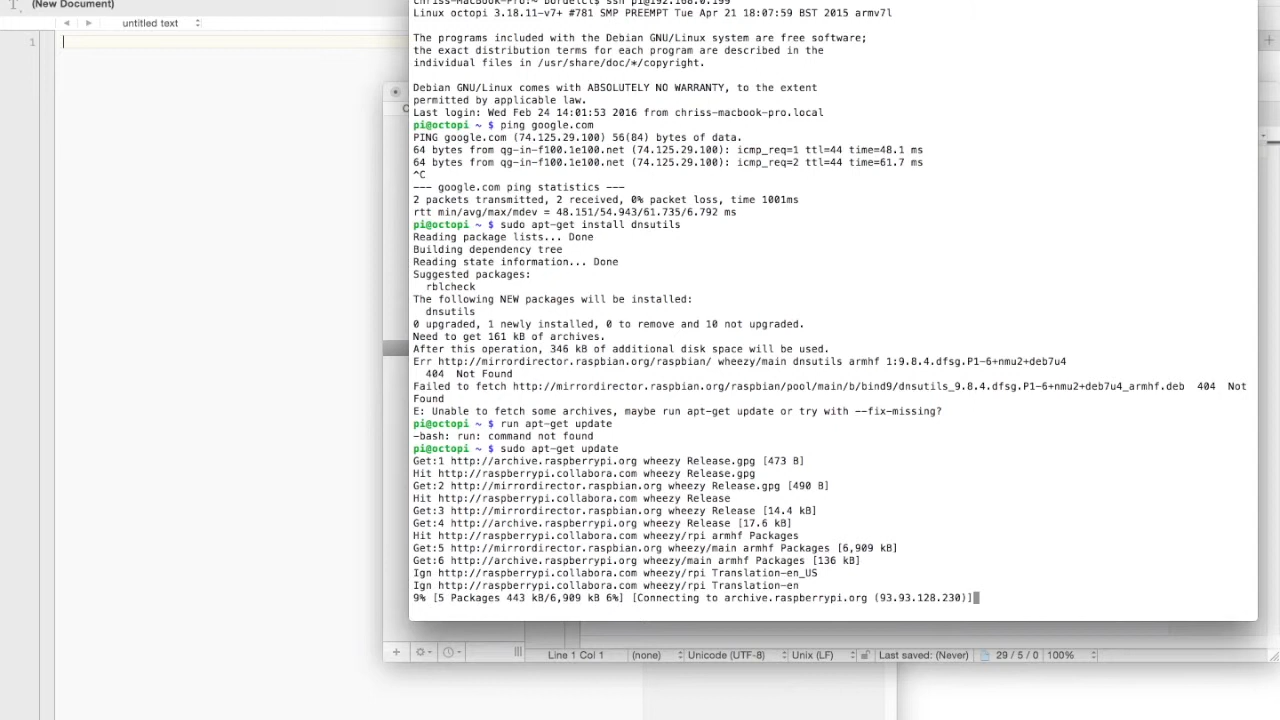 (New Document)
untitled text
1
chriss-MacBook-Pro:~ bordelcl$ ssh pi@192.168.0.199
Linux octopi 3.18.11-v7+ #781 SMP PREEMPT Tue Apr 21 18:07:59 BST 2015 armv7l
The programs included with the Debian GNU/Linux system are free software;
the exact distribution terms for each program are described in the
individual files in /usr/share/doc/*/copyright.
Debian GNU/Linux comes with ABSOLUTELY NO WARRANTY, to the extent
permitted by applicable law.
Last login: Wed Feb 24 14:01:53 2016 from chriss-macbook-pro.local
pi@octopi ~ $ ping google.com
PING google.com (74.125.29.100) 56(84) bytes of data.
64 bytes from qg-in-f100.1e100.net (74.125.29.100): icmp_req=1 ttl=44 time=48.1 ms
64 bytes from qg-in-f100.1e100.net (74.125.29.100): icmp_req=2 ttl=44 time=61.7 ms
^C
--- google.com ping statistics ---
2 packets transmitted, 2 received, 0% packet loss, time 1001ms
rtt min/avg/max/mdev = 48.151/54.943/61.735/6.792 ms
pi@octopi ~ $ sudo apt-get install dnsutils
Reading package lists... Done
Building dependency tree
Reading state information... Done
Suggested packages:
rblcheck
The following NEW packages will be installed:
dnsutils
0 upgraded, 1 newly installed, 0 to remove and 10 not upgraded.
Need to get 161 kB of archives.
After this operation, 346 kB of additional disk space will be used.
Err http://mirrordirector.raspbian.org/raspbian/ wheezy/main dnsutils armhf 1:9.8.4.dfsg.P1-6+nmu2+deb7u4
404 Not Found
Failed to fetch http://mirrordirector.raspbian.org/raspbian/pool/main/b/bind9/dnsutils_9.8.4.dfsg.P1-6+nmu2+deb7u4_armhf.deb 404 Not
Found
E: Unable to fetch some archives, maybe run apt-get update or try with --fix-missing?
pi@octopi ~ $ run apt-get update
-bash: run: command not found
pi@octopi ~ $ sudo apt-get update
Get:1 http://archive.raspberrypi.org wheezy Release.gpg [473 B]
Hit http://raspberrypi.collabora.com wheezy Release.gpg
Get:2 http://mirrordirector.raspbian.org wheezy Release.gpg [490 B]
Hit http://raspberrypi.collabora.com wheezy Release
Get:3 http://mirrordirector.raspbian.org wheezy Release [14.4 kB]
Get:4 http://archive.raspberrypi.org wheezy Release [17.6 kB]
Hit http://raspberrypi.collabora.com wheezy/rpi armhf Packages
Get:5 http://mirrordirector.raspbian.org wheezy/main armhf Packages [6,909 kB]
Get:6 http://archive.raspberrypi.org wheezy/main armhf Packages [136 kB]
Ign http://raspberrypi.collabora.com wheezy/rpi Translation-en_US
Ign http://raspberrypi.collabora.com wheezy/rpi Translation-en
9% [5 Packages 443 kB/6,909 kB 6%] [Connecting to archive.raspberrypi.org (93.93.128.230)]
Line 1 Col 1 (none) Unicode (UTF-8) Unix (LF) Last saved: (Never) 29 / 5 / 0 100%